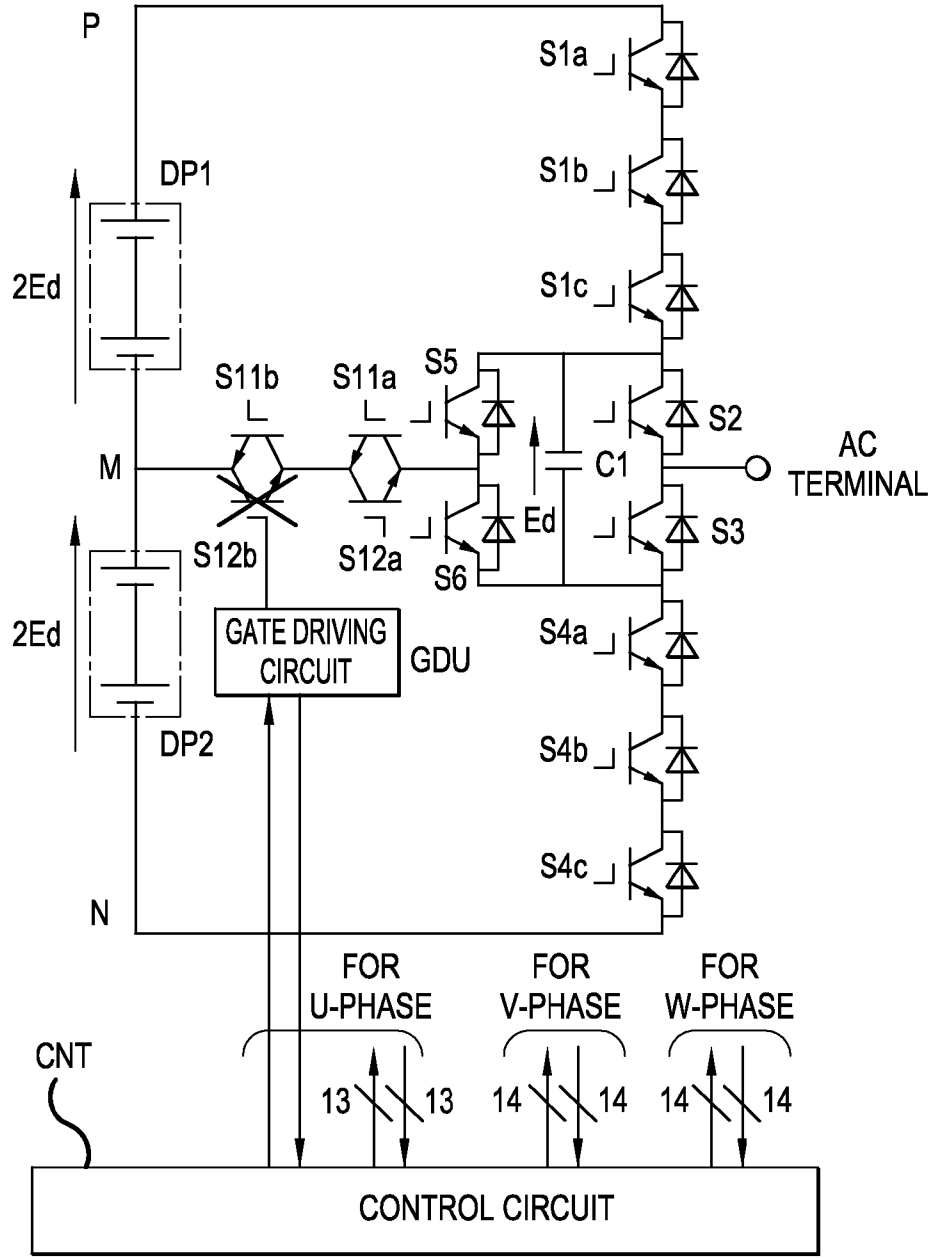 P
S1a
S1b
DP1
2Ed
S1c
S11b
S11a
S5
S2
M
C1
AC
TERMINAL
Ed
S3
S12b
S12a
S6
2Ed
GATE DRIVING
CIRCUIT
GDU
S4a
DP2
S4b
S4c
N
FOR
U-PHASE
FOR
V-PHASE
FOR
W-PHASE
CNT
13
13
14
14
14
14
CONTROL CIRCUIT